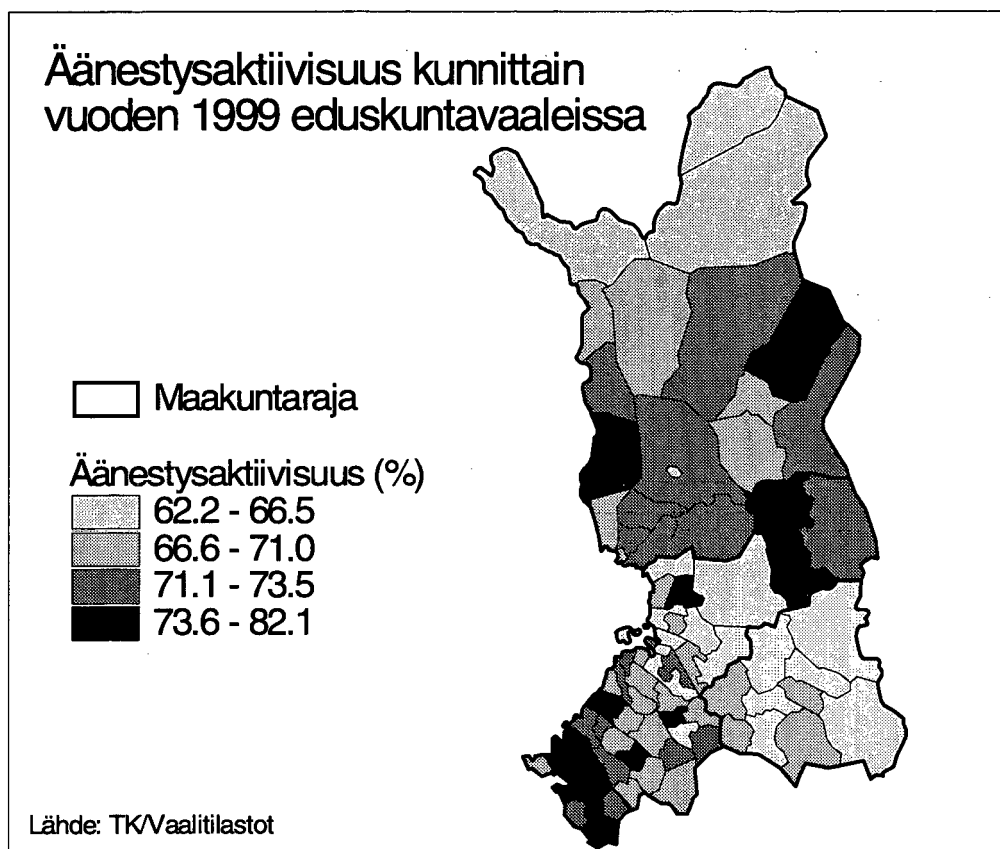 Äänestysaktiivisuus kunnittain
vuoden 1999 eduskuntavaaleissa
Maakuntaraja
Äänestysaktiivisuus (%)
62.2 - 66.5
66.6 - 71.0
71.1 - 73.5
73.6 - 82.1
Lähde: TK/Vaalitilastot